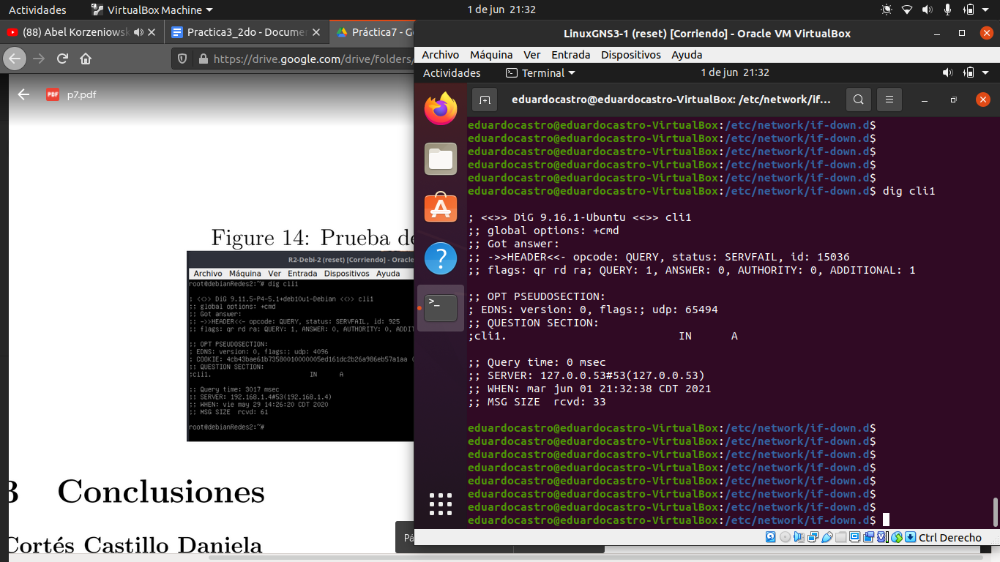 Actividades VirtualBox Machine 1 de jun 21:32
(88) Abel Korzeniowsk Practica3_2do - Documen Práctica7 - Go
https://drive.google.com/drive/folders/
PDF p7.pdf
Figure 14: Prueba de
R2-Debi-2 (reset) [Corriendo] - Oracle
Archivo Máquina Ver Entrada Dispositivos Ayuda
root@debianRedes2:~# dig cli1
; <<>> DiG 9.11.5-P4-5.1+deb10u1-Debian <<>> cli1
;; global options: +cmd
;; Got answer:
;; ->>HEADER<<- opcode: QUERY, status: SERVFAIL, id: 925
;; flags: qr rd ra; QUERY: 1, ANSWER: 0, AUTHORITY: 0, ADDIT
;; OPT PSEUDOSECTION:
; EDNS: version: 0, flags:; udp: 4096
; COOKIE: 4cb43bae61b73580010000005ed161dc2b26a986eb57a1aa (
;; QUESTION SECTION:
;cli1. IN A
;; Query time: 3017 msec
;; SERVER: 192.168.1.4#53(192.168.1.4)
;; WHEN: vie may 29 14:26:20 CDT 2020
;; MSG SIZE rcvd: 61
root@debianRedes2:~#
3 Conclusiones
Cortés Castillo Daniela
Pá
LinuxGNS3-1 (reset) [Corriendo] - Oracle VM VirtualBox
Archivo Máquina Ver Entrada Dispositivos Ayuda
Actividades Terminal 1 de jun 21:32
eduardocastro@eduardocastro-VirtualBox: /etc/network/if...
eduardocastro@eduardocastro-VirtualBox:/etc/network/if-down.d$
eduardocastro@eduardocastro-VirtualBox:/etc/network/if-down.d$
eduardocastro@eduardocastro-VirtualBox:/etc/network/if-down.d$
eduardocastro@eduardocastro-VirtualBox:/etc/network/if-down.d$
eduardocastro@eduardocastro-VirtualBox:/etc/network/if-down.d$
eduardocastro@eduardocastro-VirtualBox:/etc/network/if-down.d$ dig cli1
; <<>> DiG 9.16.1-Ubuntu <<>> cli1
;; global options: +cmd
;; Got answer:
;; ->>HEADER<<- opcode: QUERY, status: SERVFAIL, id: 15036
;; flags: qr rd ra; QUERY: 1, ANSWER: 0, AUTHORITY: 0, ADDITIONAL: 1
;; OPT PSEUDOSECTION:
; EDNS: version: 0, flags:; udp: 65494
;; QUESTION SECTION:
;cli1. IN A
;; Query time: 0 msec
;; SERVER: 127.0.0.53#53(127.0.0.53)
;; WHEN: mar jun 01 21:32:38 CDT 2021
;; MSG SIZE rcvd: 33
eduardocastro@eduardocastro-VirtualBox:/etc/network/if-down.d$
eduardocastro@eduardocastro-VirtualBox:/etc/network/if-down.d$
eduardocastro@eduardocastro-VirtualBox:/etc/network/if-down.d$
eduardocastro@eduardocastro-VirtualBox:/etc/network/if-down.d$
eduardocastro@eduardocastro-VirtualBox:/etc/network/if-down.d$
eduardocastro@eduardocastro-VirtualBox:/etc/network/if-down.d$
eduardocastro@eduardocastro-VirtualBox:/etc/network/if-down.d$
eduardocastro@eduardocastro-VirtualBox:/etc/network/if-down.d$
Ctrl Derecho